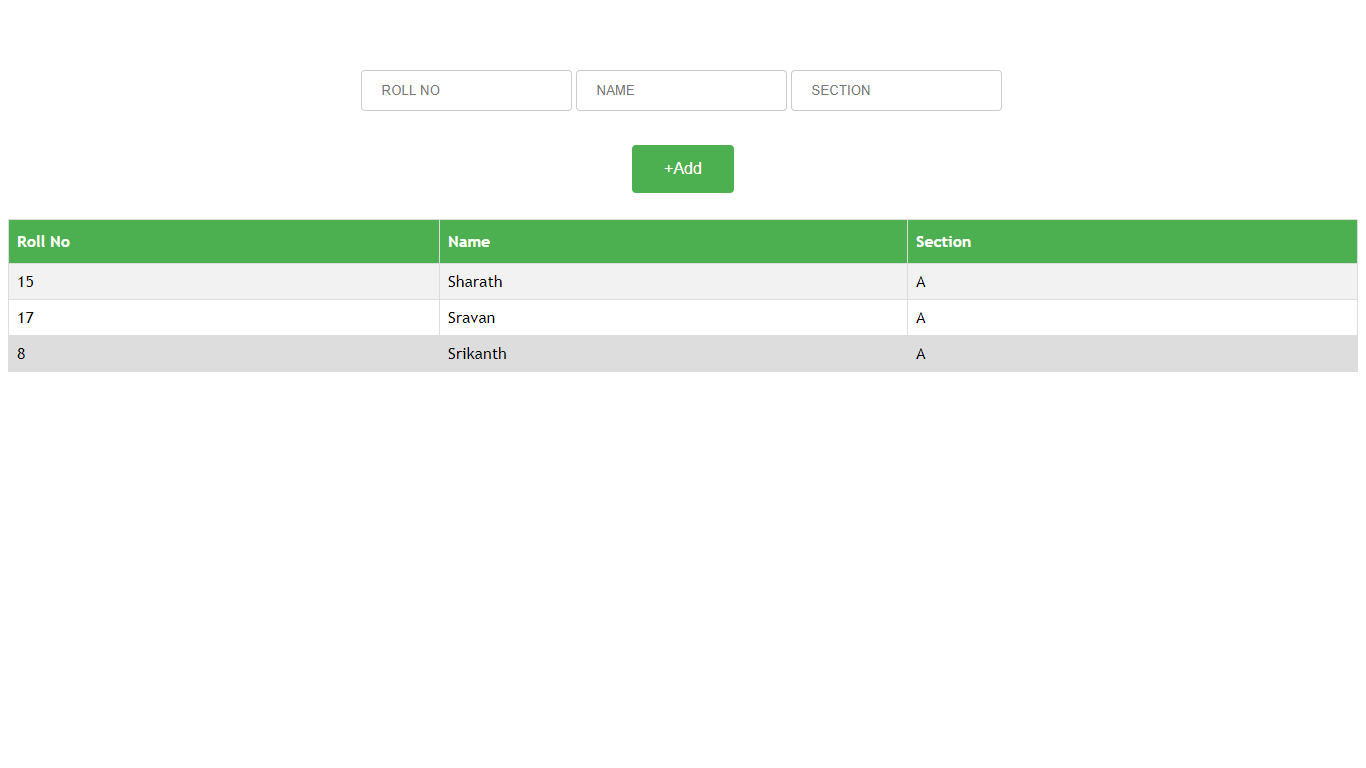 ROLL NO NAME SECTION
+Add
Roll No Name Section
15 Sharath A
17 Sravan A
8 Srikanth A